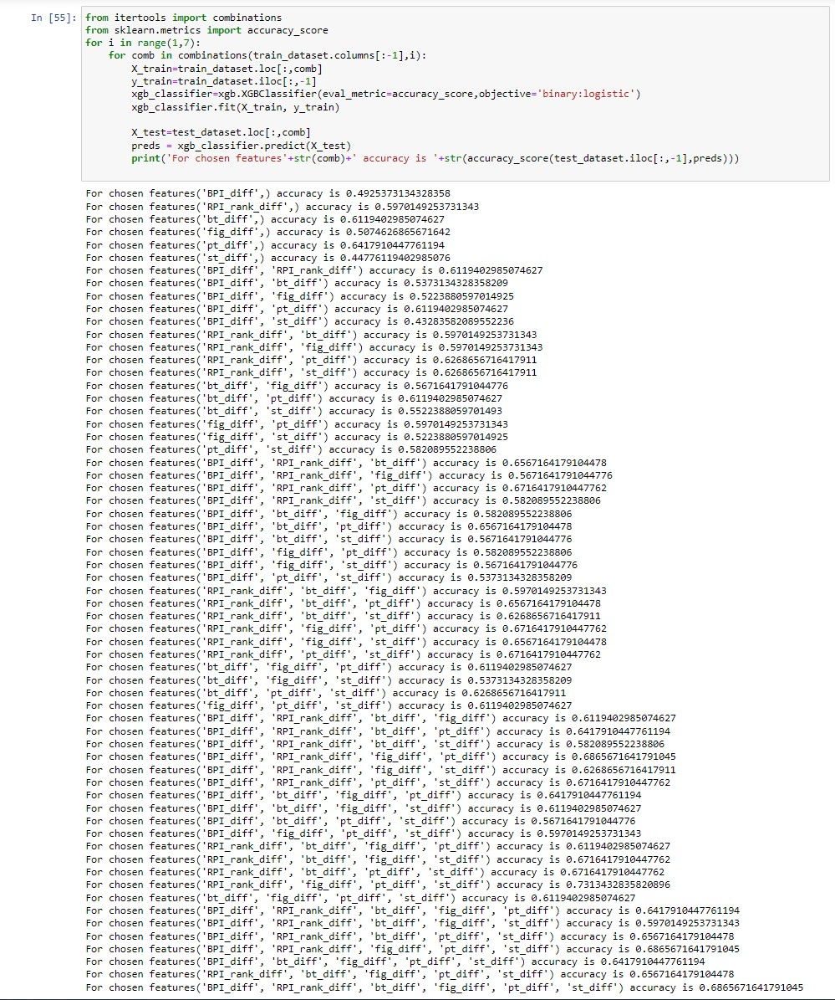 In [55]: from itertools import combinations
from sklearn.metrics import accuracy_score
for i in range(1,7):
    for comb in combinations(train_dataset.columns[:-1],i):
        X_train=train_dataset.loc[:,comb]
        y_train=train_dataset.iloc[:,-1]
        xgb_classifier=xgb.XGBClassifier(eval_metric=accuracy_score,objective='binary:logistic')
        xgb_classifier.fit(X_train, y_train)
        X_test=test_dataset.loc[:,comb]
        preds = xgb_classifier.predict(X_test)
        print('For chosen features'+str(comb)+' accuracy is '+str(accuracy_score(test_dataset.iloc[:,-1],preds)))
For chosen features('BPI_diff',) accuracy is 0.4925373134328358
For chosen features('RPI_rank_diff',) accuracy is 0.5970149253731343
For chosen features('bt_diff',) accuracy is 0.6119402985074627
For chosen features('fig_diff',) accuracy is 0.5074626865671642
For chosen features('pt_diff',) accuracy is 0.6417910447761194
For chosen features('st_diff',) accuracy is 0.44776119402985076
For chosen features('BPI_diff', 'RPI_rank_diff') accuracy is 0.6119402985074627
For chosen features('BPI_diff', 'bt_diff') accuracy is 0.5373134328358209
For chosen features('BPI_diff', 'fig_diff') accuracy is 0.5223880597014925
For chosen features('BPI_diff', 'pt_diff') accuracy is 0.6119402985074627
For chosen features('BPI_diff', 'st_diff') accuracy is 0.43283582089552236
For chosen features('RPI_rank_diff', 'bt_diff') accuracy is 0.5970149253731343
For chosen features('RPI_rank_diff', 'fig_diff') accuracy is 0.5970149253731343
For chosen features('RPI_rank_diff', 'pt_diff') accuracy is 0.6268656716417911
For chosen features('RPI_rank_diff', 'st_diff') accuracy is 0.6268656716417911
For chosen features('bt_diff', 'fig_diff') accuracy is 0.5671641791044776
For chosen features('bt_diff', 'pt_diff') accuracy is 0.6119402985074627
For chosen features('bt_diff', 'st_diff') accuracy is 0.5522388059701493
For chosen features('fig_diff', 'pt_diff') accuracy is 0.5970149253731343
For chosen features('fig_diff', 'st_diff') accuracy is 0.5223880597014925
For chosen features('pt_diff', 'st_diff') accuracy is 0.582089552238806
For chosen features('BPI_diff', 'RPI_rank_diff', 'bt_diff') accuracy is 0.6567164179104478
For chosen features('BPI_diff', 'RPI_rank_diff', 'fig_diff') accuracy is 0.5671641791044776
For chosen features('BPI_diff', 'RPI_rank_diff', 'pt_diff') accuracy is 0.6716417910447762
For chosen features('BPI_diff', 'RPI_rank_diff', 'st_diff') accuracy is 0.582089552238806
For chosen features('BPI_diff', 'bt_diff', 'fig_diff') accuracy is 0.582089552238806
For chosen features('BPI_diff', 'bt_diff', 'pt_diff') accuracy is 0.6567164179104478
For chosen features('BPI_diff', 'bt_diff', 'st_diff') accuracy is 0.5671641791044776
For chosen features('BPI_diff', 'fig_diff', 'pt_diff') accuracy is 0.582089552238806
For chosen features('BPI_diff', 'fig_diff', 'st_diff') accuracy is 0.5671641791044776
For chosen features('BPI_diff', 'pt_diff', 'st_diff') accuracy is 0.5373134328358209
For chosen features('RPI_rank_diff', 'bt_diff', 'fig_diff') accuracy is 0.5970149253731343
For chosen features('RPI_rank_diff', 'bt_diff', 'pt_diff') accuracy is 0.6567164179104478
For chosen features('RPI_rank_diff', 'bt_diff', 'st_diff') accuracy is 0.6268656716417911
For chosen features('RPI_rank_diff', 'fig_diff', 'pt_diff') accuracy is 0.6716417910447762
For chosen features('RPI_rank_diff', 'fig_diff', 'st_diff') accuracy is 0.6567164179104478
For chosen features('RPI_rank_diff', 'pt_diff', 'st_diff') accuracy is 0.6716417910447762
For chosen features('bt_diff', 'fig_diff', 'pt_diff') accuracy is 0.6119402985074627
For chosen features('bt_diff', 'fig_diff', 'st_diff') accuracy is 0.5373134328358209
For chosen features('bt_diff', 'pt_diff', 'st_diff') accuracy is 0.6268656716417911
For chosen features('fig_diff', 'pt_diff', 'st_diff') accuracy is 0.6119402985074627
For chosen features('BPI_diff', 'RPI_rank_diff', 'bt_diff', 'fig_diff') accuracy is 0.6119402985074627
For chosen features('BPI_diff', 'RPI_rank_diff', 'bt_diff', 'pt_diff') accuracy is 0.6417910447761194
For chosen features('BPI_diff', 'RPI_rank_diff', 'bt_diff', 'st_diff') accuracy is 0.582089552238806
For chosen features('BPI_diff', 'RPI_rank_diff', 'fig_diff', 'pt_diff') accuracy is 0.6865671641791045
For chosen features('BPI_diff', 'RPI_rank_diff', 'fig_diff', 'st_diff') accuracy is 0.6268656716417911
For chosen features('BPI_diff', 'RPI_rank_diff', 'pt_diff', 'st_diff') accuracy is 0.6716417910447762
For chosen features('BPI_diff', 'bt_diff', 'fig_diff', 'pt_diff') accuracy is 0.6417910447761194
For chosen features('BPI_diff', 'bt_diff', 'fig_diff', 'st_diff') accuracy is 0.6119402985074627
For chosen features('BPI_diff', 'bt_diff', 'pt_diff', 'st_diff') accuracy is 0.5671641791044776
For chosen features('BPI_diff', 'fig_diff', 'pt_diff', 'st_diff') accuracy is 0.5970149253731343
For chosen features('RPI_rank_diff', 'bt_diff', 'fig_diff', 'pt_diff') accuracy is 0.6119402985074627
For chosen features('RPI_rank_diff', 'bt_diff', 'fig_diff', 'st_diff') accuracy is 0.6716417910447762
For chosen features('RPI_rank_diff', 'bt_diff', 'pt_diff', 'st_diff') accuracy is 0.6716417910447762
For chosen features('RPI_rank_diff', 'fig_diff', 'pt_diff', 'st_diff') accuracy is 0.7313432835820896
For chosen features('bt_diff', 'fig_diff', 'pt_diff', 'st_diff') accuracy is 0.6119402985074627
For chosen features('BPI_diff', 'RPI_rank_diff', 'bt_diff', 'fig_diff', 'pt_diff') accuracy is 0.6417910447761194
For chosen features('BPI_diff', 'RPI_rank_diff', 'bt_diff', 'fig_diff', 'st_diff') accuracy is 0.5970149253731343
For chosen features('BPI_diff', 'RPI_rank_diff', 'bt_diff', 'pt_diff', 'st_diff') accuracy is 0.6567164179104478
For chosen features('BPI_diff', 'RPI_rank_diff', 'fig_diff', 'pt_diff', 'st_diff') accuracy is 0.6865671641791045
For chosen features('BPI_diff', 'bt_diff', 'fig_diff', 'pt_diff', 'st_diff') accuracy is 0.6417910447761194
For chosen features('RPI_rank_diff', 'bt_diff', 'fig_diff', 'pt_diff', 'st_diff') accuracy is 0.6567164179104478
For chosen features('BPI_diff', 'RPI_rank_diff', 'bt_diff', 'fig_diff', 'pt_diff', 'st_diff') accuracy is 0.6865671641791045